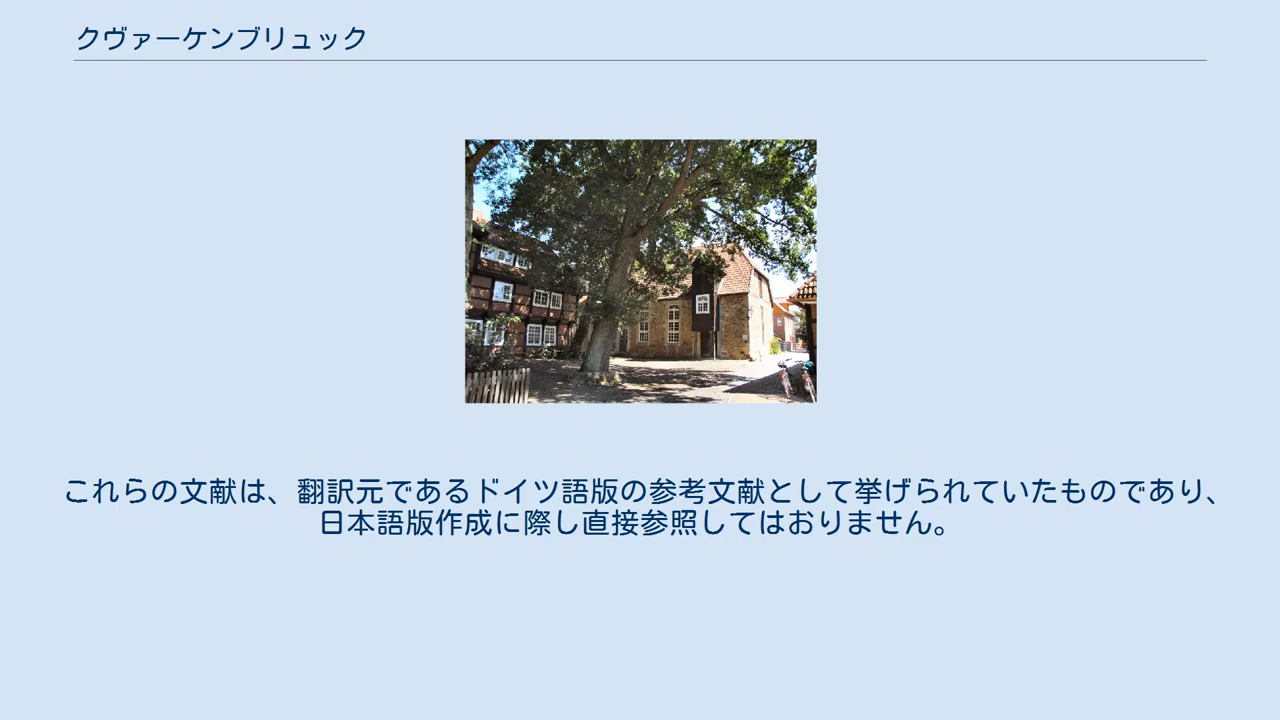 クヴァーケンブリュック
これらの文献は、翻訳元であるドイツ語版の参考文献として挙げられていたものであり、
日本語版作成に際し直接参照してはおりません。